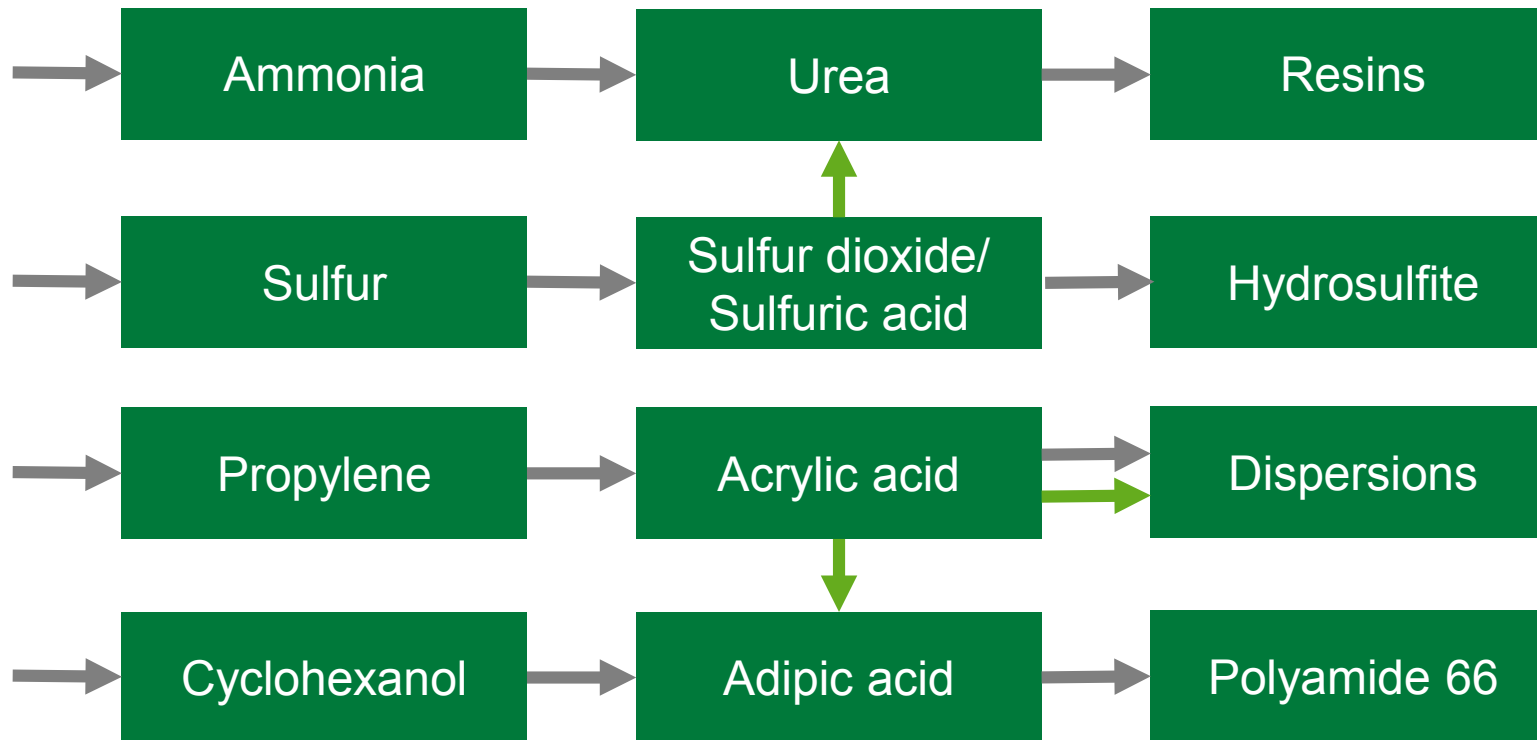 Ammonia
Urea
Resins
Sulfur
Sulfur dioxide/
Sulfuric acid
Hydrosulfite
Propylene
Acrylic acid
Dispersions
Cyclohexanol
Adipic acid
Polyamide 66